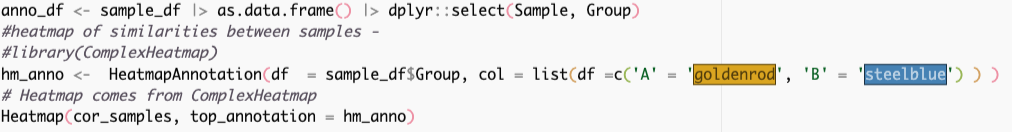 anno_df <- sample_df |> as.data.frame() |> dplyr::select(Sample, Group)
#heatmap of similarities between samples -
#library(ComplexHeatmap)
hm_anno <-  HeatmapAnnotation(df  = sample_df$Group, col = list(df =c('A' = 'goldenrod', 'B' = 'steelblue') ) )
# Heatmap comes from ComplexHeatmap
Heatmap(cor_samples, top_annotation = hm_anno)